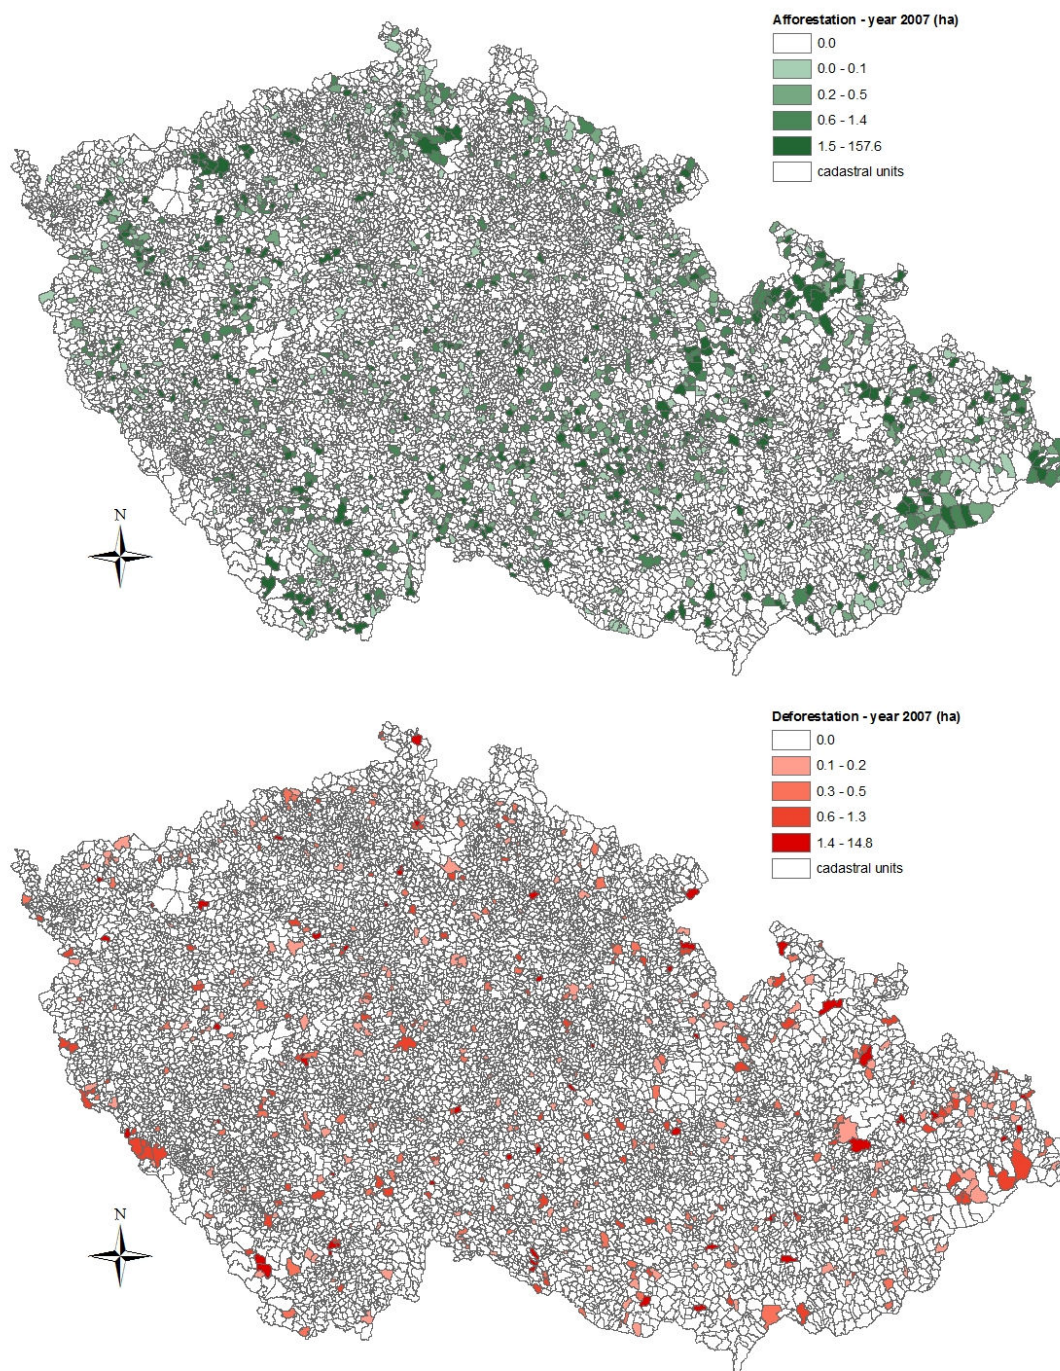 Afforestation - year 2007 (ha)
0.0
0.0 - 0.1
0.2 - 0.5
0.6 - 1.4
1.5 - 157.6
cadastral units
N
Deforestation - year 2007 (ha)
0.0
0.1 - 0.2
0.3 - 0.5
0.6 - 1.3
1.4 - 14.8
cadastral units
N